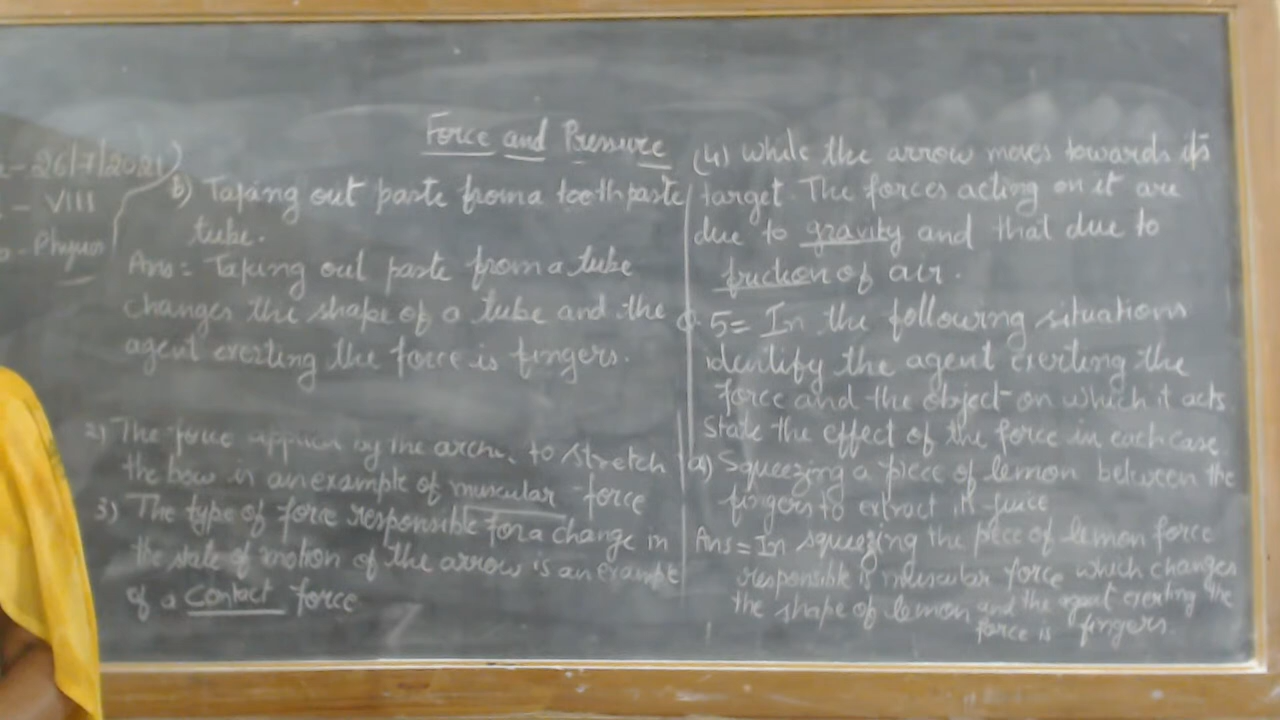 Force and Pressure
26/7/2021
VIII
b) Taping out paste from a toothpaste
tube.
Ans = Taping out paste from a tube
changes the shape of a tube and the
agent exerting the force is fingers.
2) The force by the to stretch
the bow is an example of muscular force
3) The type of force responsible for a change in
the state of motion of the arrow is an example
of a contact force
(4) While the arrow moves towards its
target. The forces acting on it are
due to gravity and that due to
friction of air.
Q 5 = In the following situations
identify the agent exerting the
force and the object on which it acts
State the effect of the force in each case
a) Squeezing a piece of lemon between the
fingers to extract its juice
Ans = In squeezing the piece of lemon force
responsible is muscular force which changes
the shape of lemon and the agent exerting the
force is fingers.